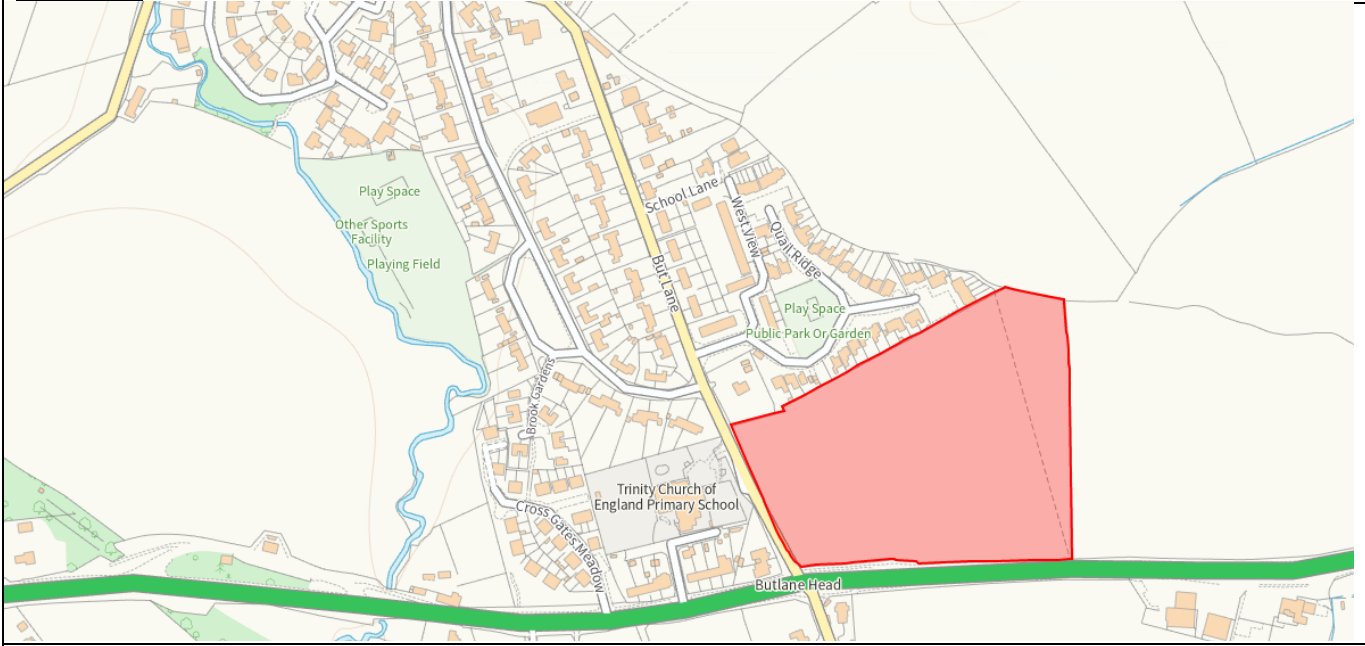 Play Space
Other Sports
Facility
Playing Field
School Lane
West View
Quail Ridge
But Lane
Play Space
Public Park Or Garden
Brook Gardens
Trinity Church of
England Primary School
Cross Gates Meadow
Butlane Head